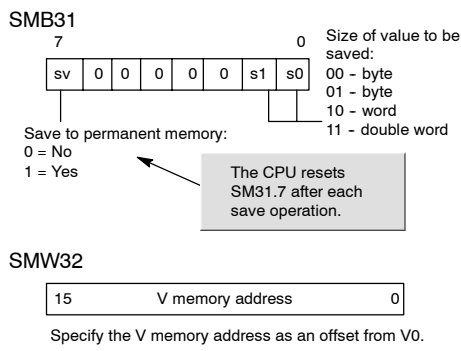 SMB31
7 0
sv 0 0 0 0 0 s1 s0
Size of value to be
saved:
00 - byte
01 - byte
10 - word
11 - double word
Save to permanent memory:
0 = No
1 = Yes
The CPU resets
SM31.7 after each
save operation.
SMW32
15 V memory address 0
Specify the V memory address as an offset from V0.